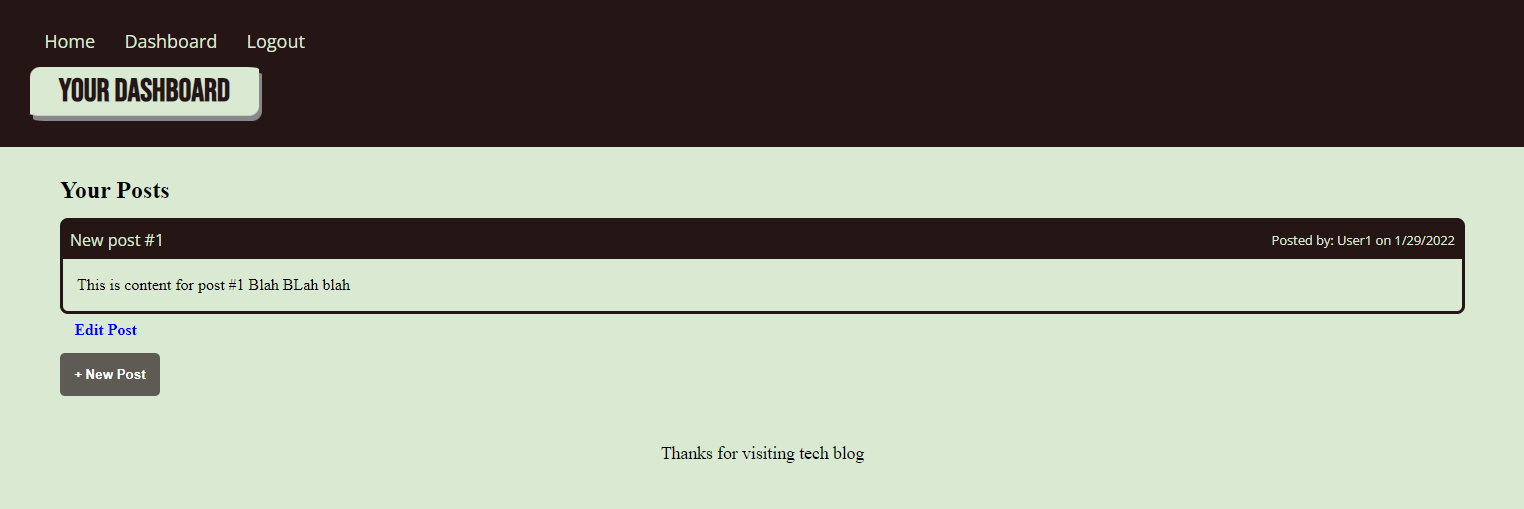 Home Dashboard Logout
YOUR DASHBOARD
Your Posts
New post #1 Posted by: User1 on 1/29/2022
This is content for post #1 Blah BLah blah
Edit Post
+ New Post
Thanks for visiting tech blog